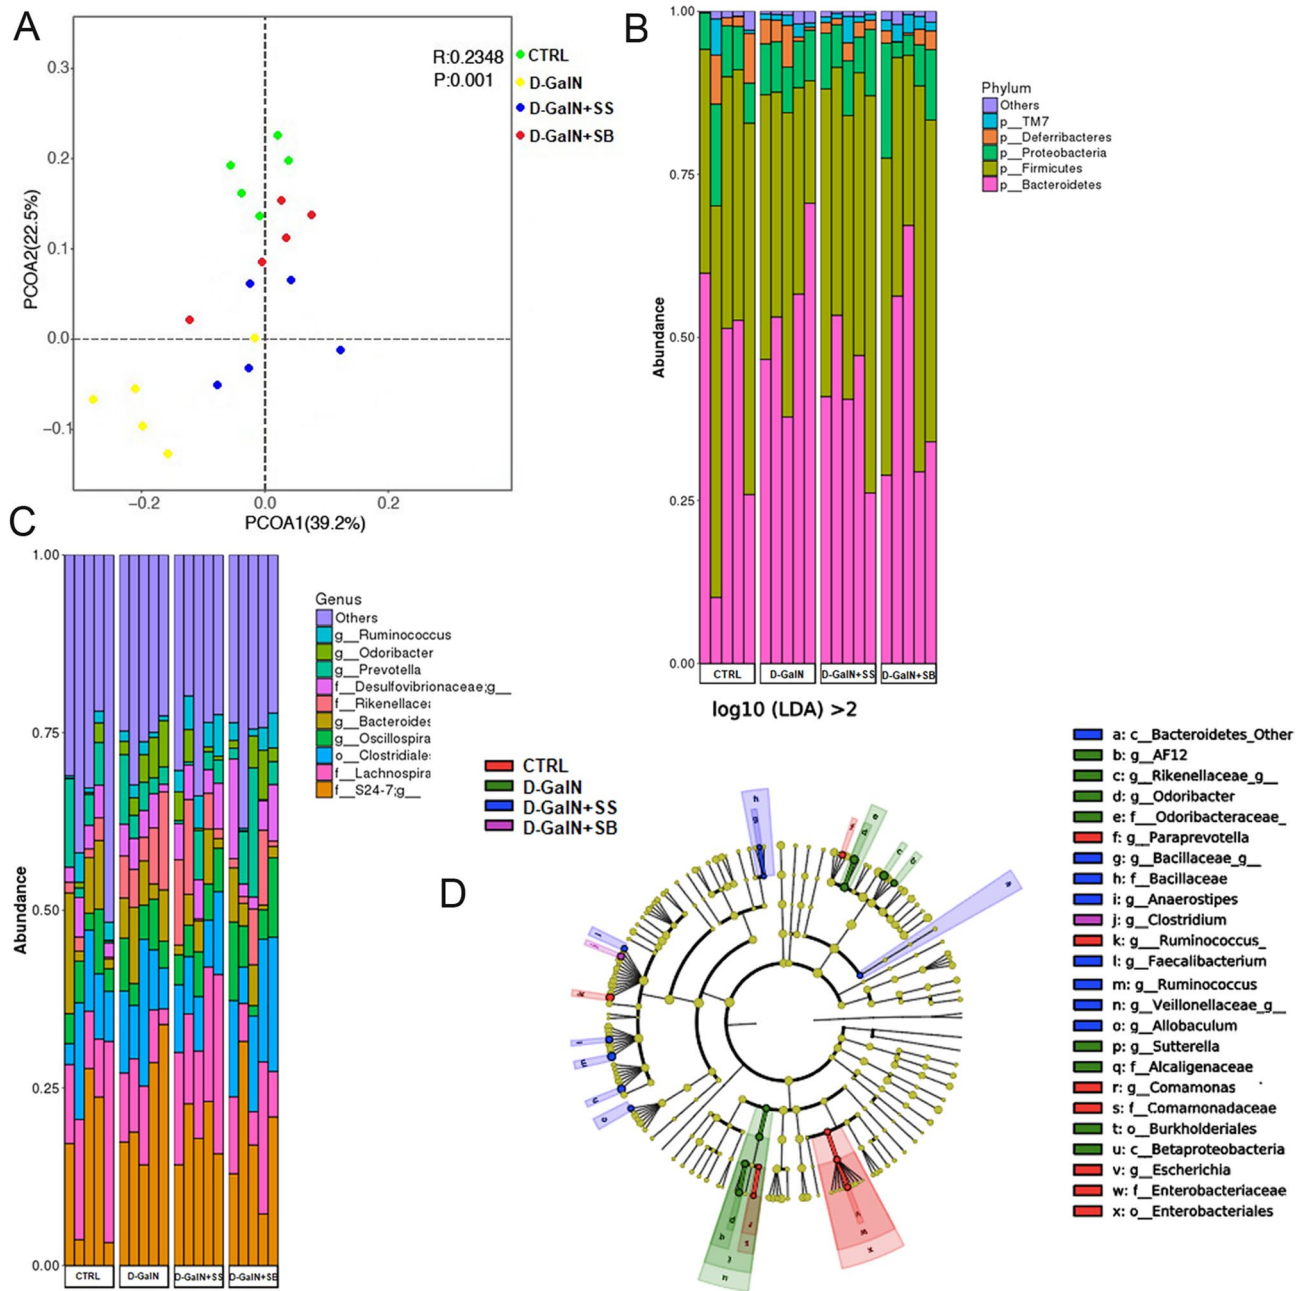 A
R:0.2348
P:0.001
CTRL
D-GalN
D-GalN+SS
D-GalN+SB
0.3
0.2
0.1
0.0
−0.1
PCOA2(22.5%)
−0.2
0.0
0.2
PCOA1(39.2%)
B
1.00
0.75
0.50
0.25
0.00
Abundance
CTRL
D-GalN
D-GalN+SS
D-GalN+SB
Phylum
Others
p__TM7
p__Deferribacteres
p__Proteobacteria
p__Firmicutes
p__Bacteroidetes
C
1.00
0.75
0.50
0.25
0.00
Abundance
CTRL
D-GalN
D-GalN+SS
D-GalN+SB
Genus
Others
g__Ruminococcus
g__Odoribacter
g__Prevotella
f__Desulfovibrionaceae;g__
f__Rikenellacea
g__Bacteroides
g__Oscillospira
o__Clostridiales
f__Lachnospira
f__S24-7;g__
log10 (LDA) >2
CTRL
D-GalN
D-GalN+SS
D-GalN+SB
D
h
g
f
e
d
c
b
a
i
j
k
l
m
n
o
p
q
t
u
r
s
v
w
x
a: c__Bacteroidetes_Other
b: g__AF12
c: g__Rikenellaceae_g__
d: g__Odoribacter
e: f___Odoribacteraceae_
f: g__Paraprevotella
g: g__Bacillaceae_g__
h: f__Bacillaceae
i: g__Anaerostipes
j: g__Clostridium
k: g___Ruminococcus_
l: g__Faecalibacterium
m: g__Ruminococcus
n: g__Veillonellaceae_g__
o: g__Allobaculum
p: g__Sutterella
q: f__Alcaligenaceae
r: g__Comamonas
s: f__Comamonadaceae
t: o__Burkholderiales
u: c__Betaproteobacteria
v: g__Escherichia
w: f__Enterobacteriaceae
x: o__Enterobacteriales